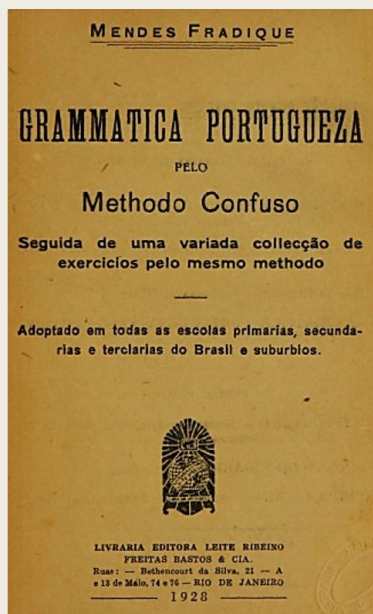 MENDES FRADIQUE
GRAMMATICA PORTUGUEZA
PELO
Methodo Confuso
Seguida de uma variada collecção de
exercicios pelo mesmo methodo
Adoptado em todas as escolas primarias, secunda-
rias e terciarias do Brasil e suburbios.
LIVRARIA EDITORA LEITE RIBEIRO
FREITAS BASTOS & CIA.
Ruas: — Bethencourt da Silva, 21 — A
e 13 de Maio, 74 e 76 — RIO DE JANEIRO
1928